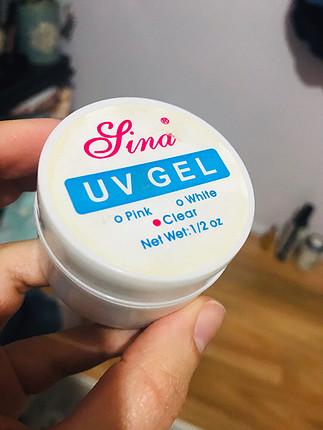 Sina®
UV GEL
Pink White
Clear
Net Wet:1/2 oz